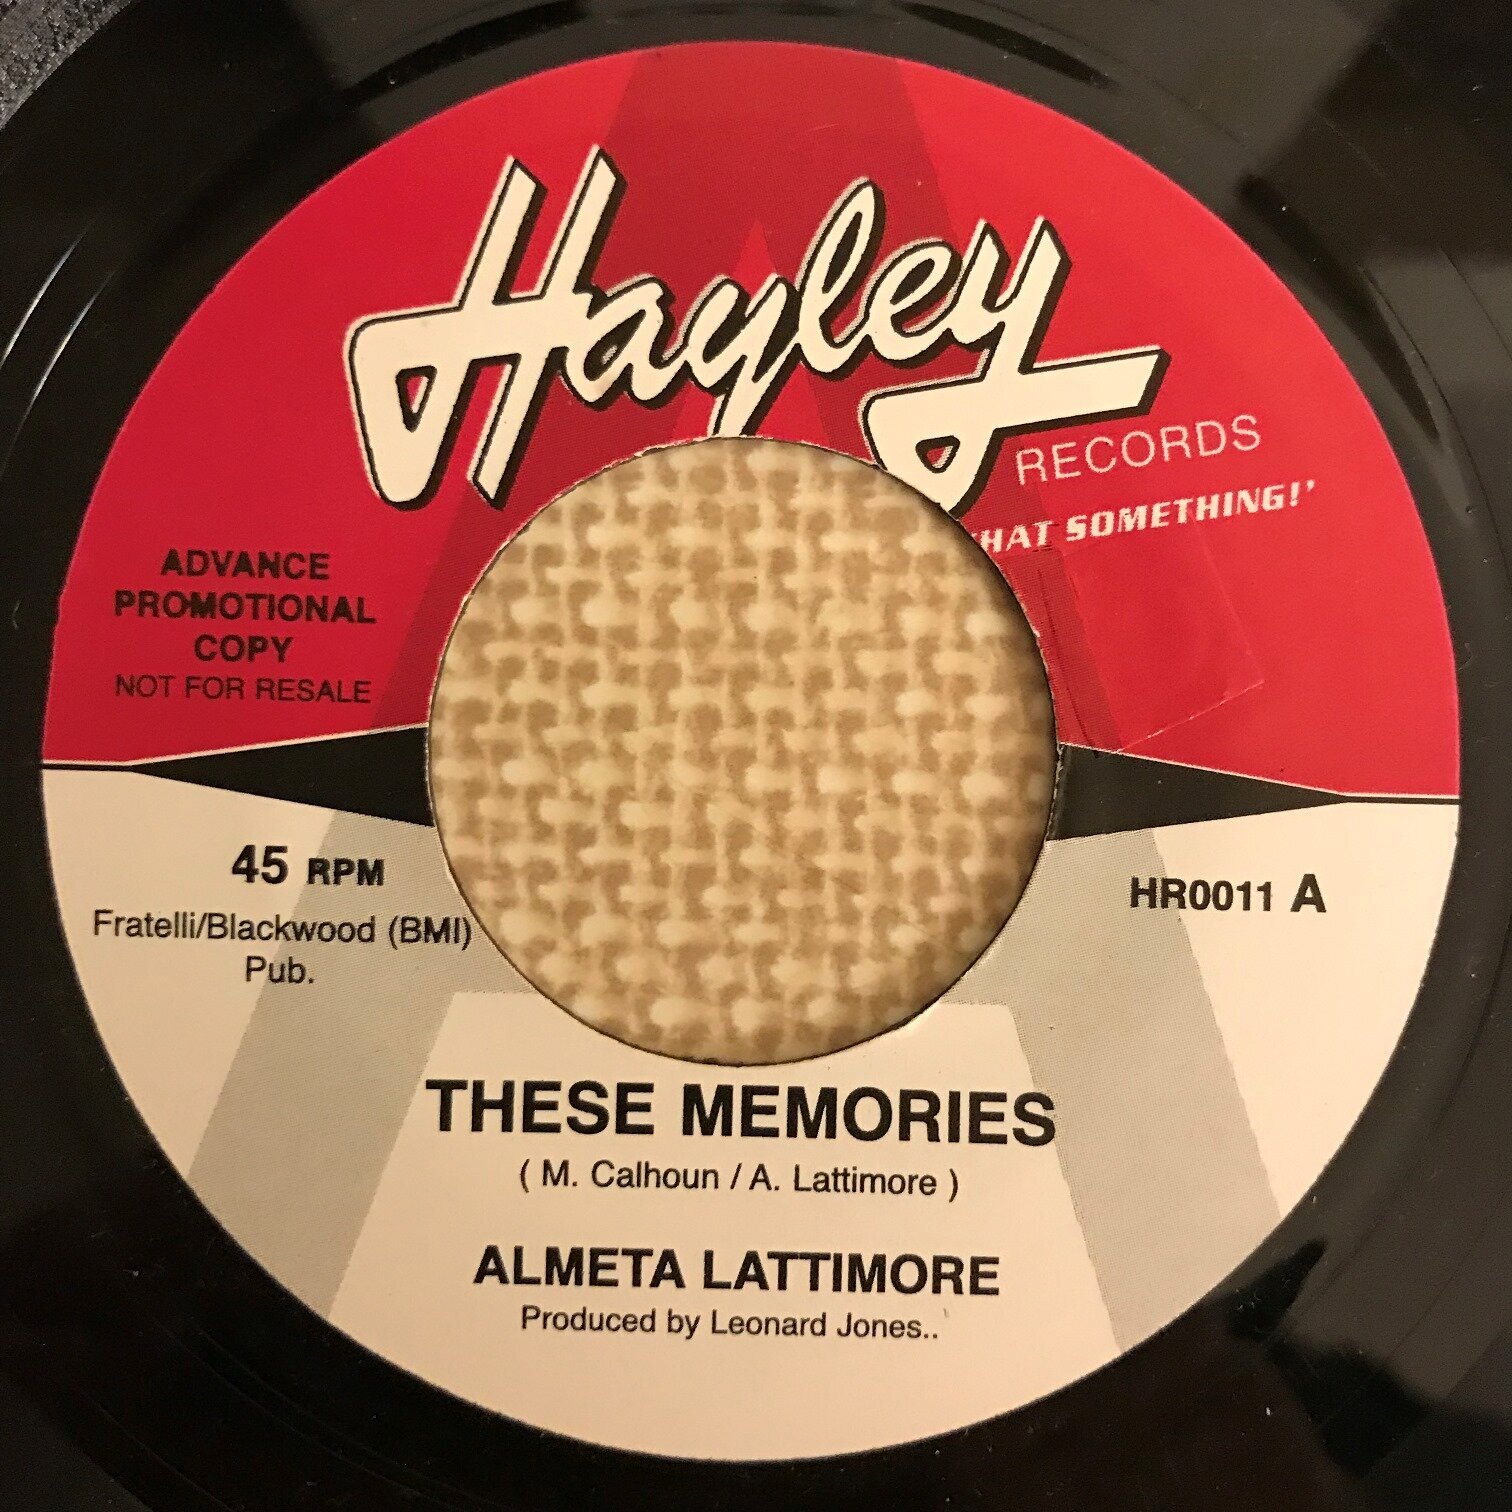 Hayley
RECORDS
SOMETHING!'
ADVANCE
PROMOTIONAL
COPY
NOT FOR RESALE
45 RPM
Fratelli/Blackwood (BMI)
Pub.
HR0011 A
THESE MEMORIES
( M. Calhoun / A. Lattimore )
ALMETA LATTIMORE
Produced by Leonard Jones..